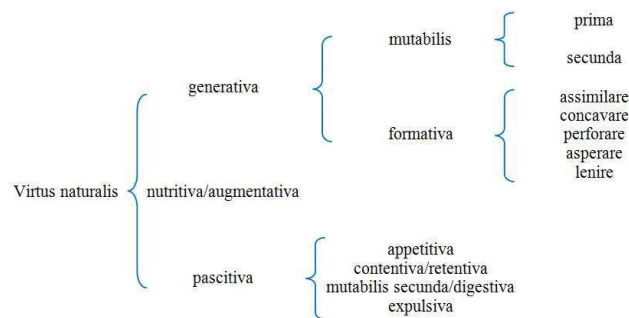 Virtus naturalis
generativa
mutabilis
prima
secunda
formativa
assimilare
concavare
perforare
asperare
lenire
nutritiva/augmentativa
pascitiva
appetitiva
contentiva/retentiva
mutabilis secunda/digestiva
expulsiva